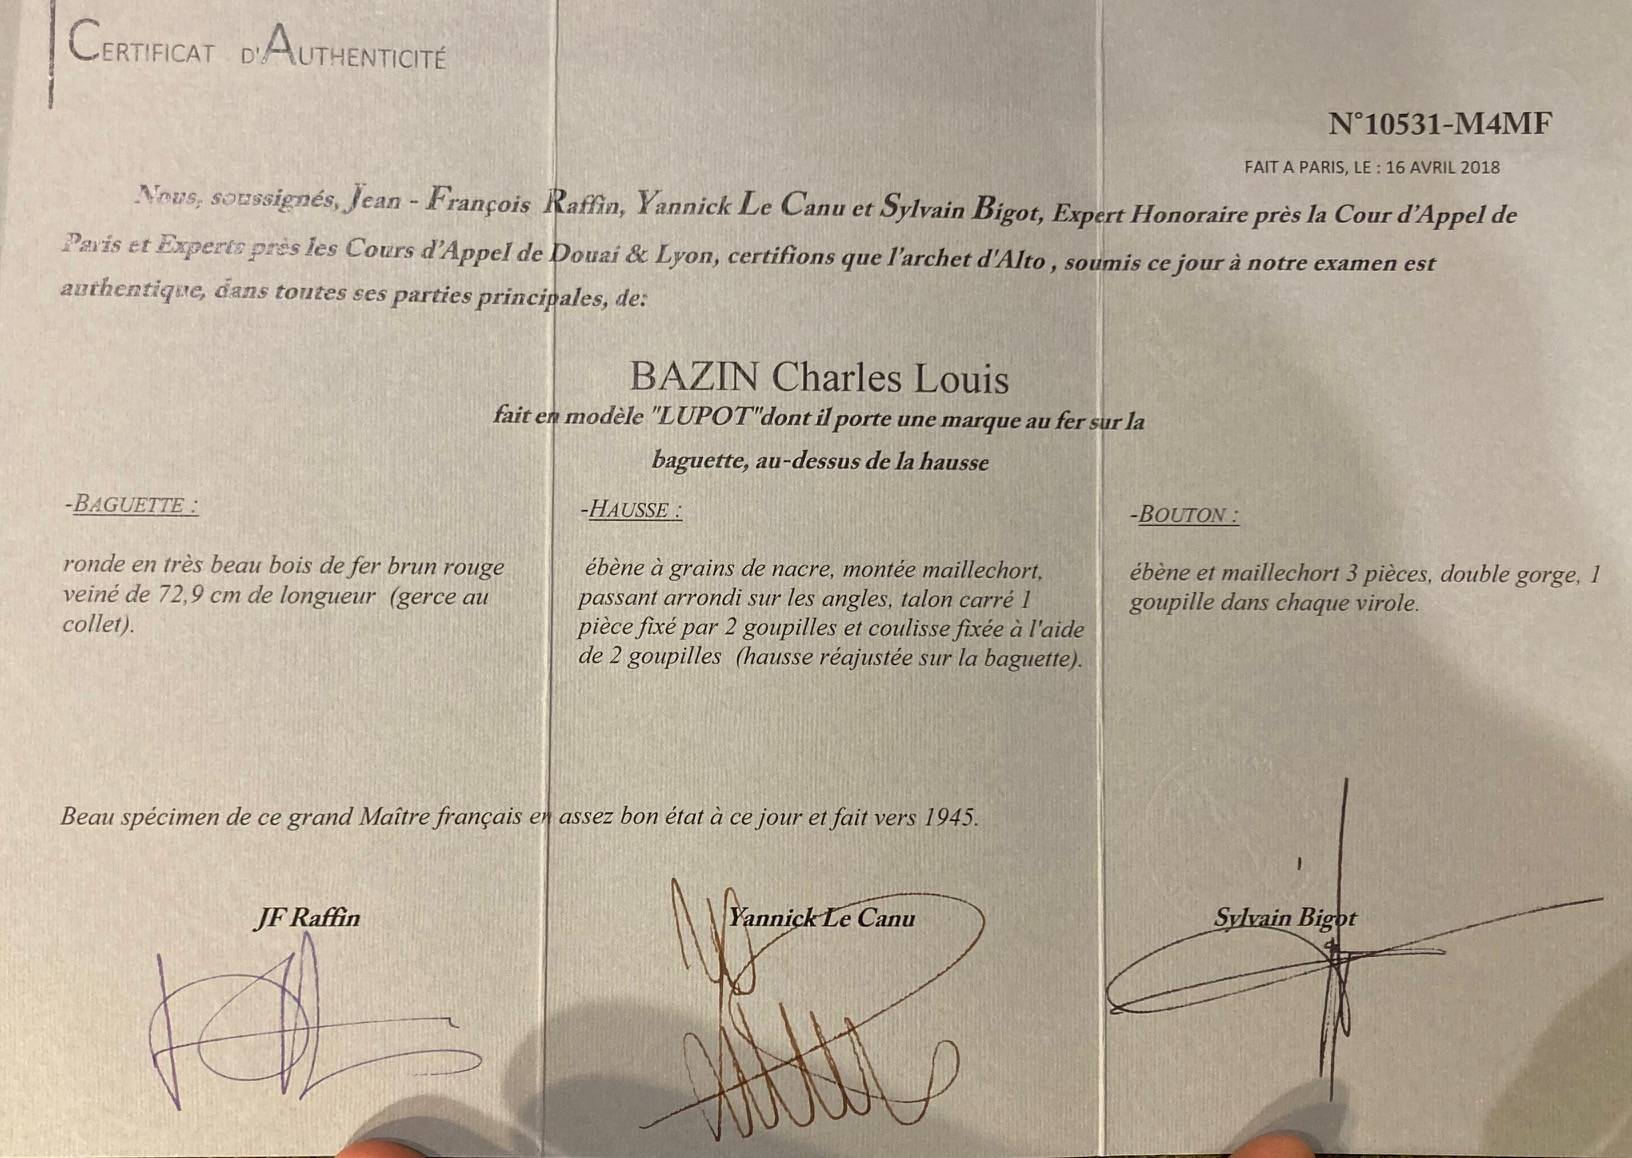 CERTIFICAT D'AUTHENTICITÉ
N°10531-M4MF
FAIT A PARIS, LE : 16 AVRIL 2018
Nous, soussignés, Jean - François Raffin, Yannick Le Canu et Sylvain Bigot, Expert Honoraire près la Cour d'Appel de
Paris et Experts près les Cours d'Appel de Douai & Lyon, certifions que l'archet d'Alto , soumis ce jour à notre examen est
authentique, dans toutes ses parties principales, de:
BAZIN Charles Louis
fait en modèle "LUPOT"dont il porte une marque au fer sur la
baguette, au-dessus de la hausse
-BAGUETTE :
ronde en très beau bois de fer brun rouge
veiné de 72,9 cm de longueur (gerce au
collet).
-HAUSSE :
ébène à grains de nacre, montée maillechort,
passant arrondi sur les angles, talon carré 1
pièce fixé par 2 goupilles et coulisse fixée à l'aide
de 2 goupilles (hausse réajustée sur la baguette).
-BOUTON :
ébène et maillechort 3 pièces, double gorge, 1
goupille dans chaque virole.
Beau spécimen de ce grand Maître français en assez bon état à ce jour et fait vers 1945.
JF Raffin
Yannick Le Canu
Sylvain Bigot